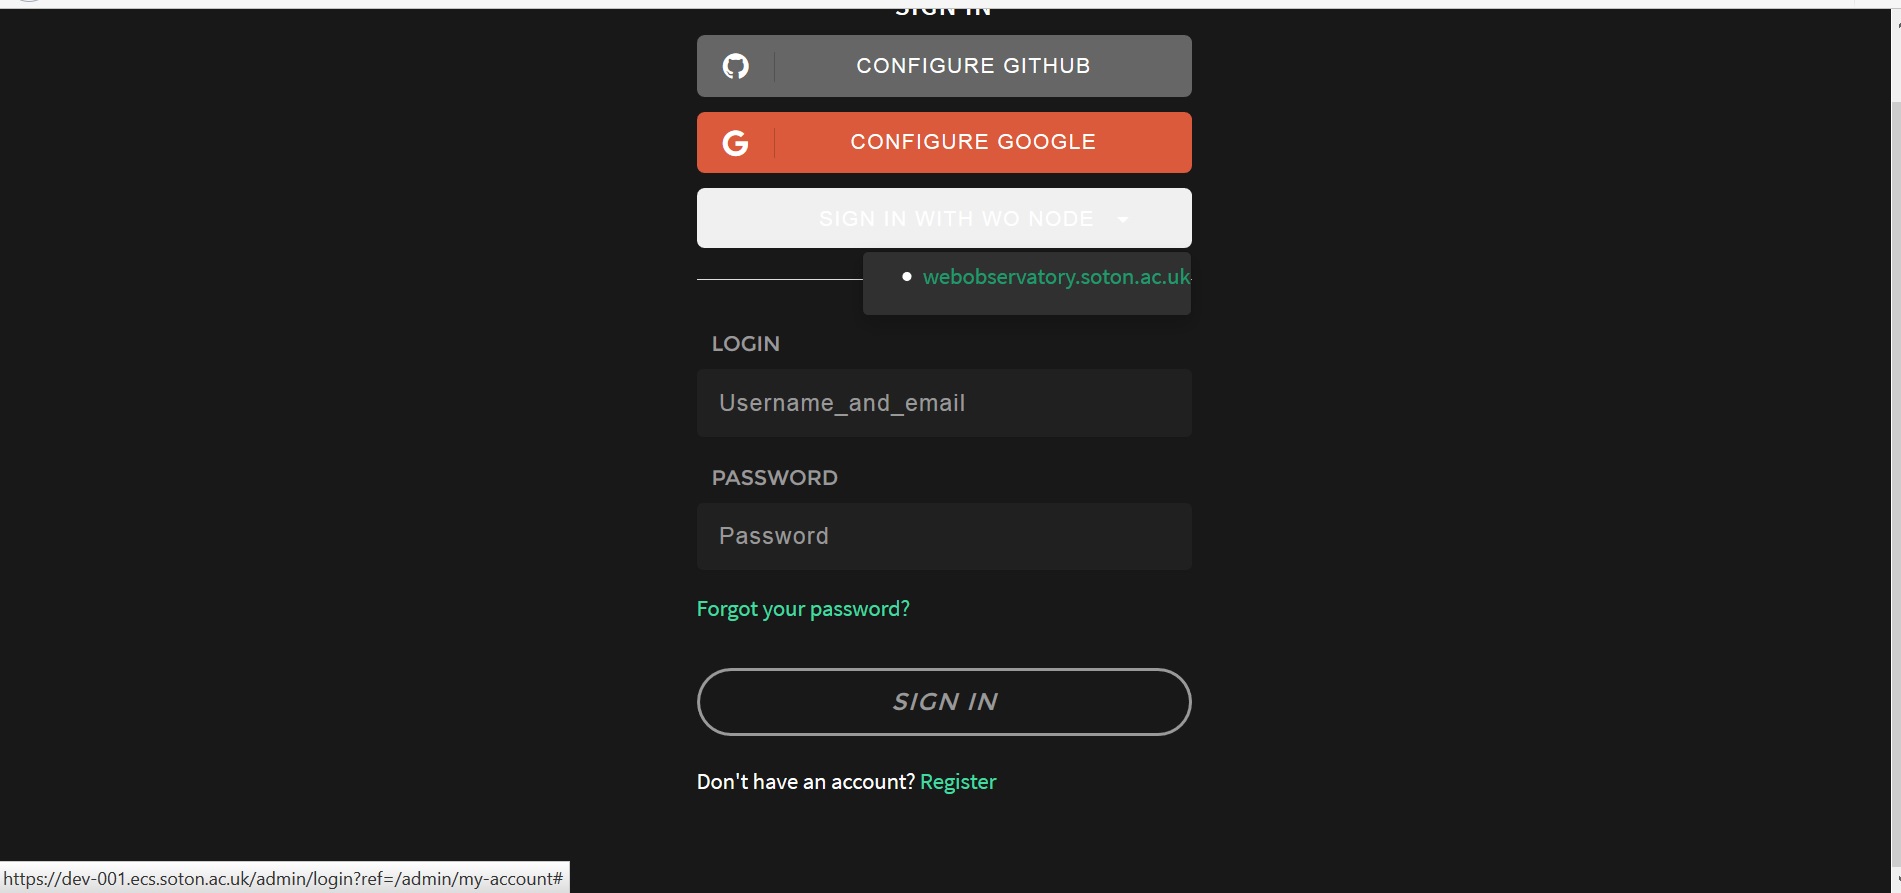 SIGN IN
CONFIGURE GITHUB
CONFIGURE GOOGLE
SIGN IN WITH WO NODE
webobservatory.soton.ac.uk
LOGIN
Username_and_email
PASSWORD
Password
Forgot your password?
SIGN IN
Don't have an account? Register
https://dev-001.ecs.soton.ac.uk/admin/login?ref=/admin/my-account#